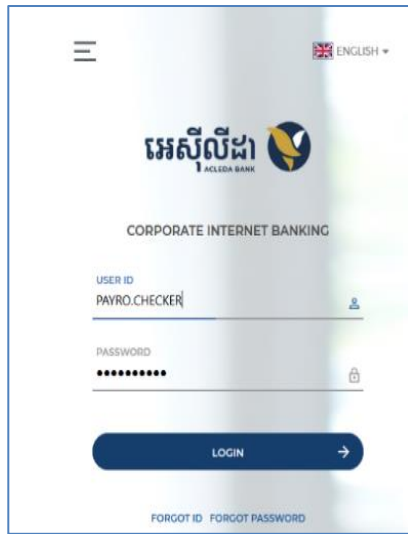 ENGLISH
អេស៊ីលីដា
ACLEDA BANK
CORPORATE INTERNET BANKING
USER ID
PAYRO.CHECKER
PASSWORD
••••••••••
LOGIN
FORGOT ID FORGOT PASSWORD